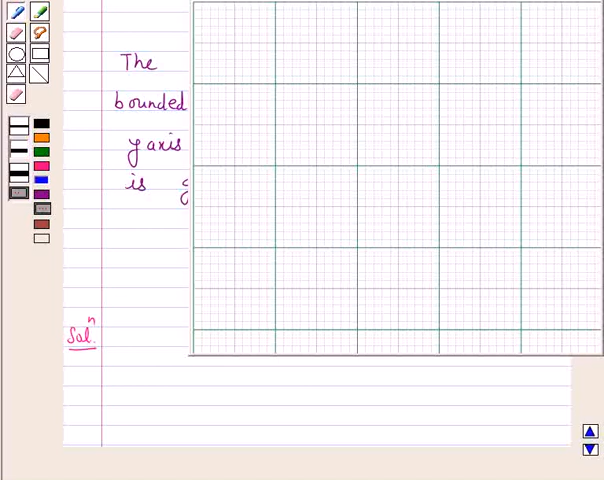 The
bounded
y axis
is
Solⁿ.